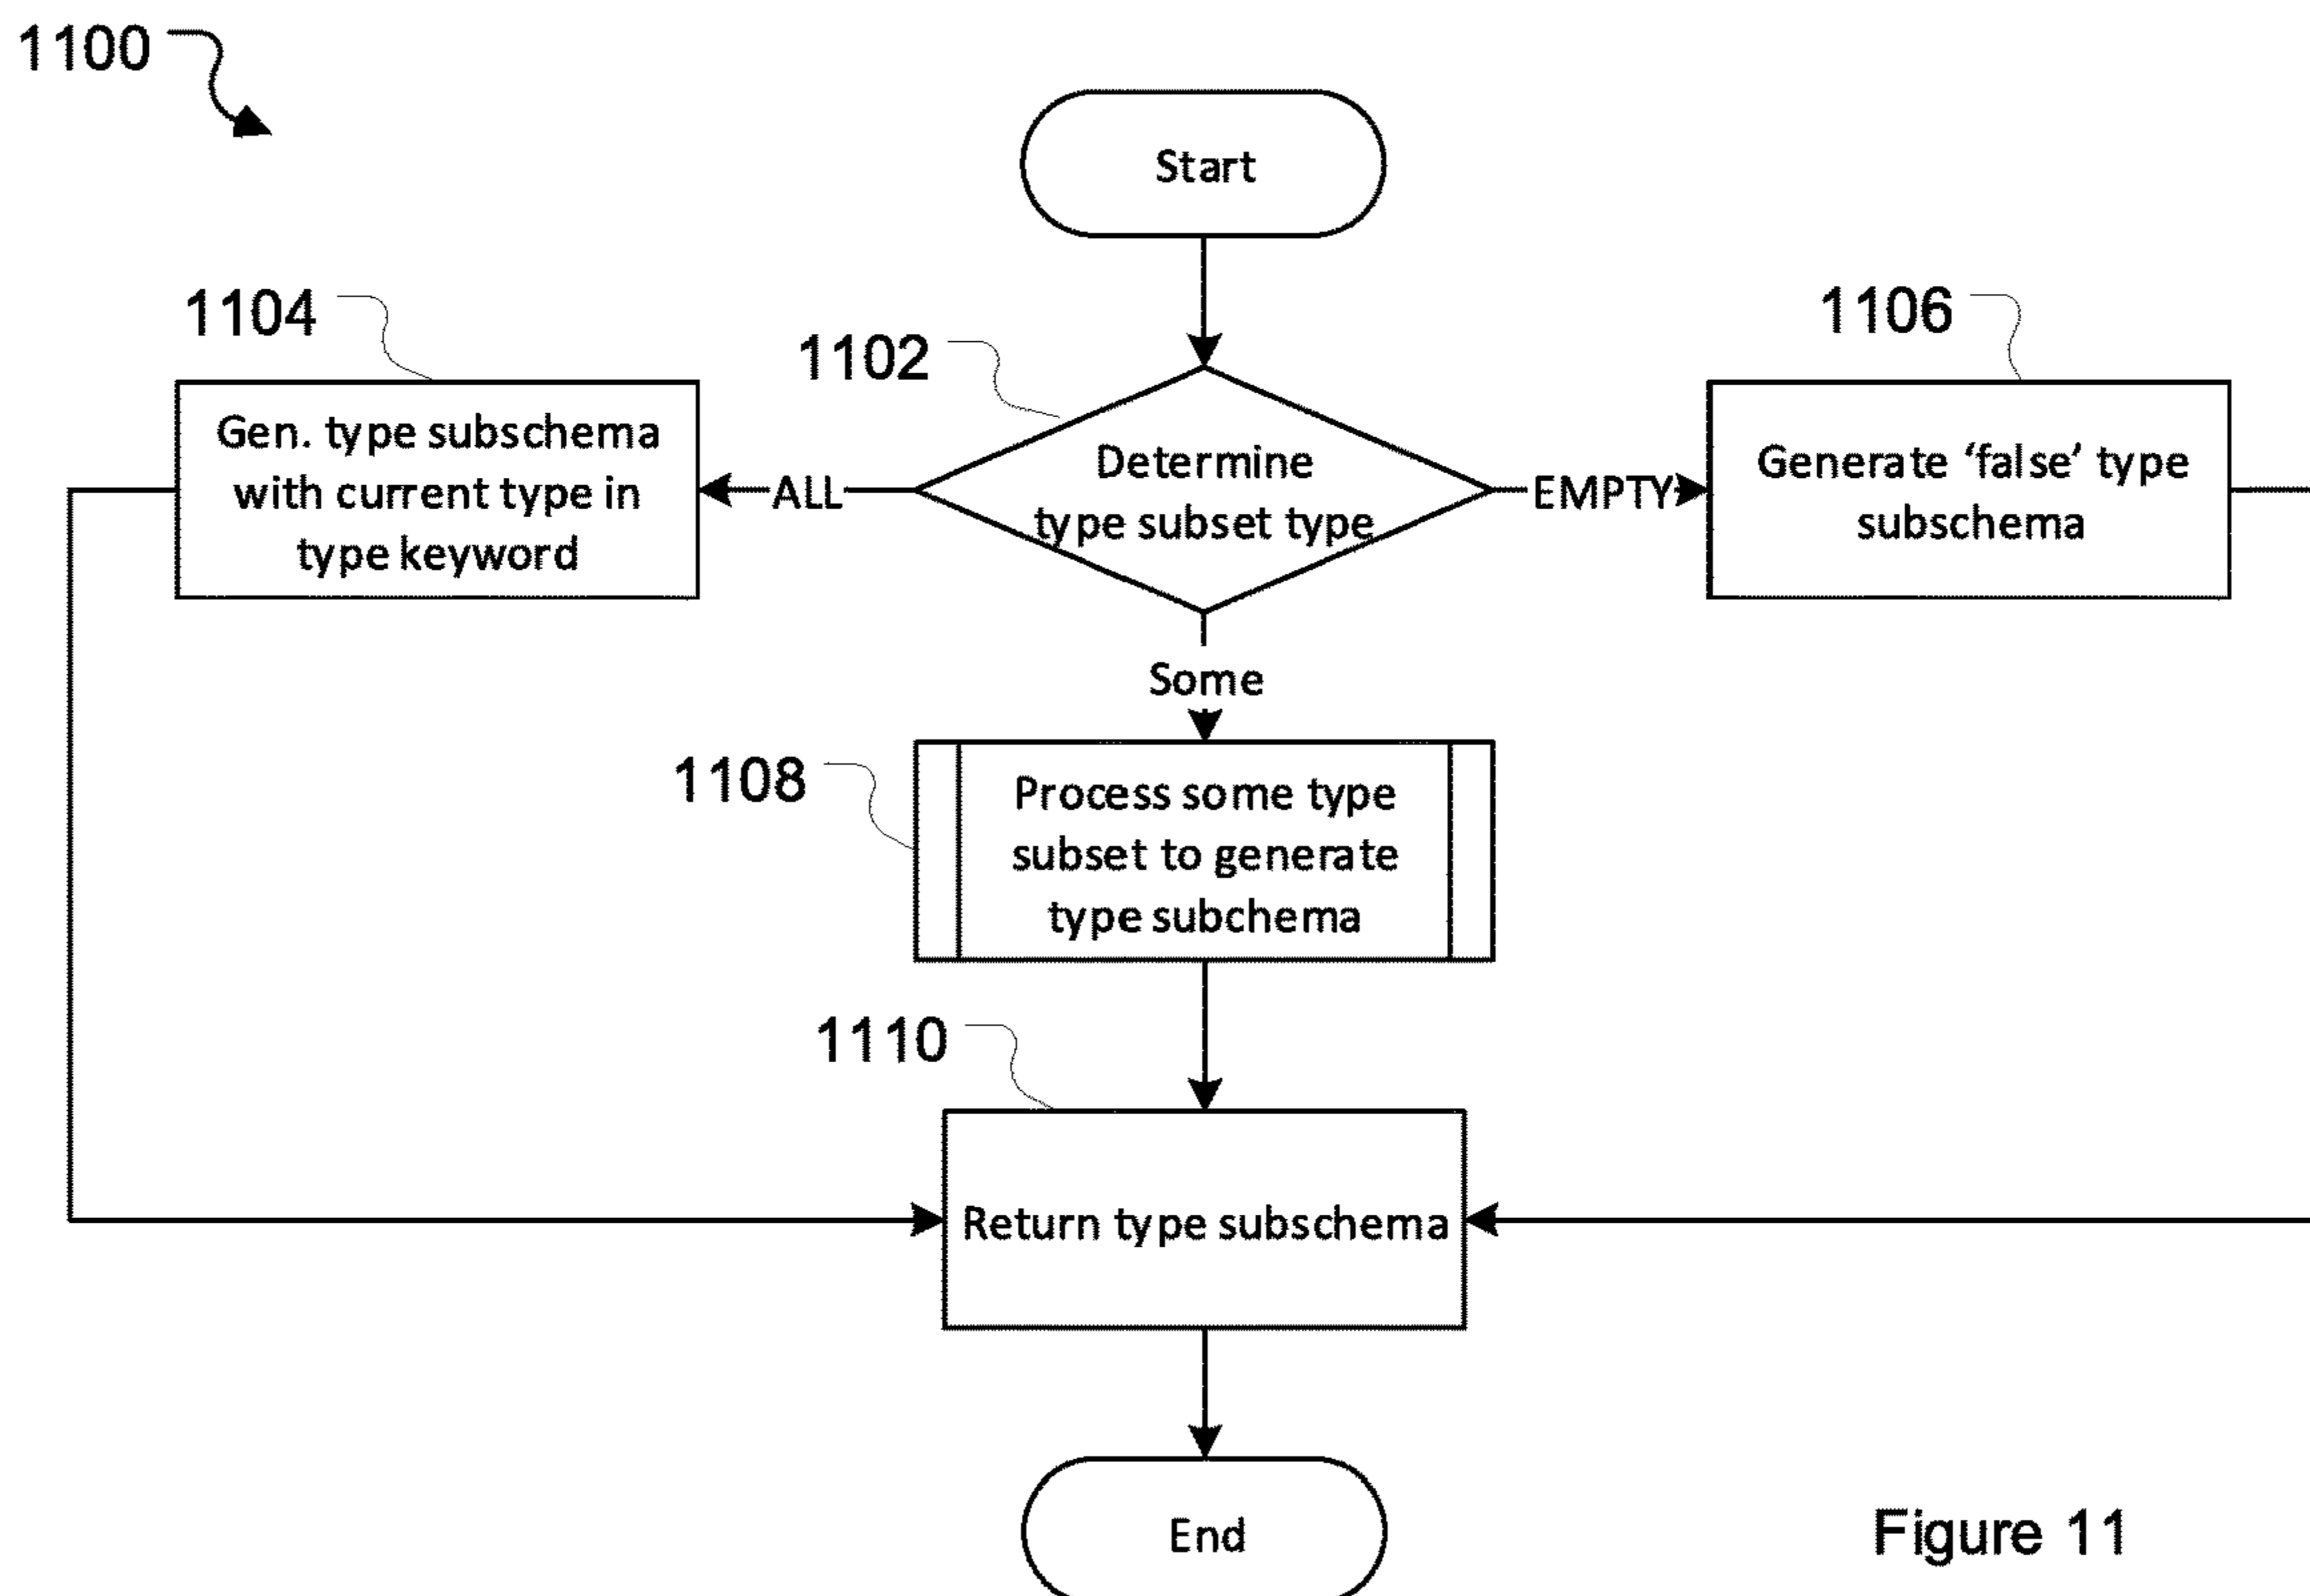 1100
Start
1104
1102
1106
Gen. type subschema
with current type in
type keyword
ALL
Determine
type subset type
EMPTY
Generate ‘false’ type
subschema
Some
1108
Process some type
subset to generate
type subchema
1110
Return type subschema
End
Figure 11